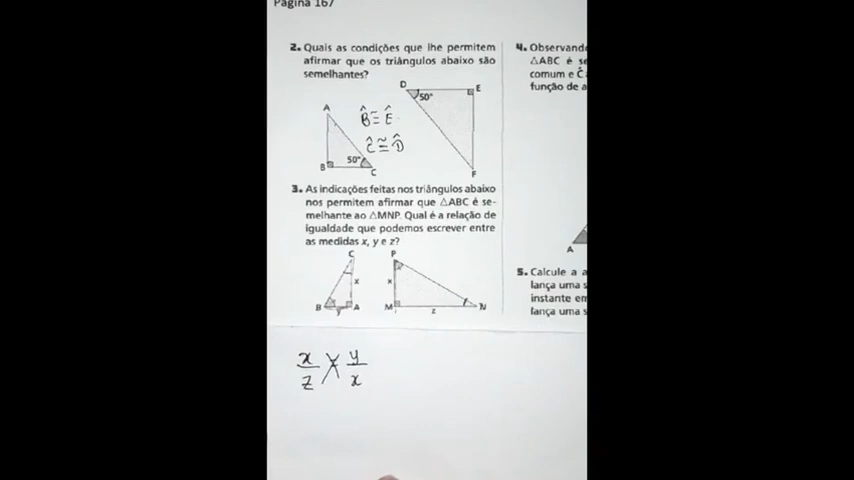 Página 167
2. Quais as condições que lhe permitem
afirmar que os triângulos abaixo são
semelhantes?
D
E
50°
A
B̂ ≅ Ê
Ĉ ≅ D̂
50°
B
C
F
3. As indicações feitas nos triângulos abaixo
nos permitem afirmar que △ABC é se-
melhante ao △MNP. Qual é a relação de
igualdade que podemos escrever entre
as medidas x, y e z?
C
P
x
x
B
A
M
N
y
z
4. Observand
△ABC é se
comum e Ĉ
função de a
A
5. Calcule a a
lança uma s
instante em
lança uma s
x y
z x